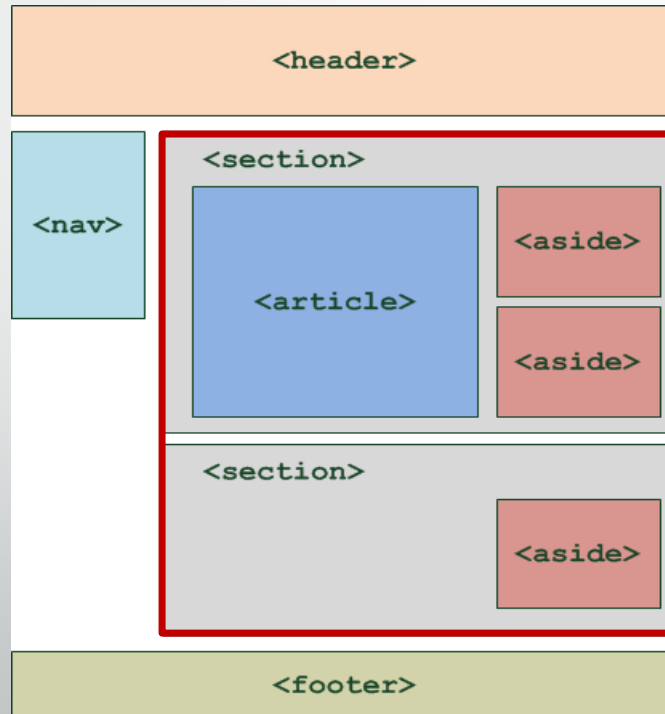 <header>
<nav>
<section>
<article>
<aside>
<aside>
<section>
<aside>
<footer>